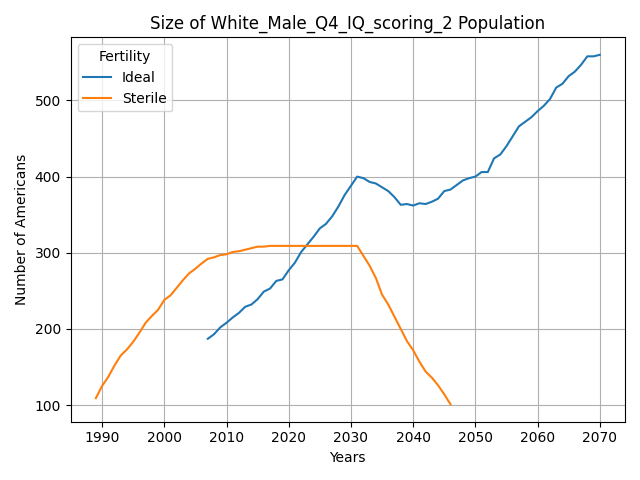 Size of White_Male_Q4_IQ_scoring_2 Population
Fertility
Ideal
Sterile
Number of Americans
500
400
300
200
100
1990 2000 2010 2020 2030 2040 2050 2060 2070
Years